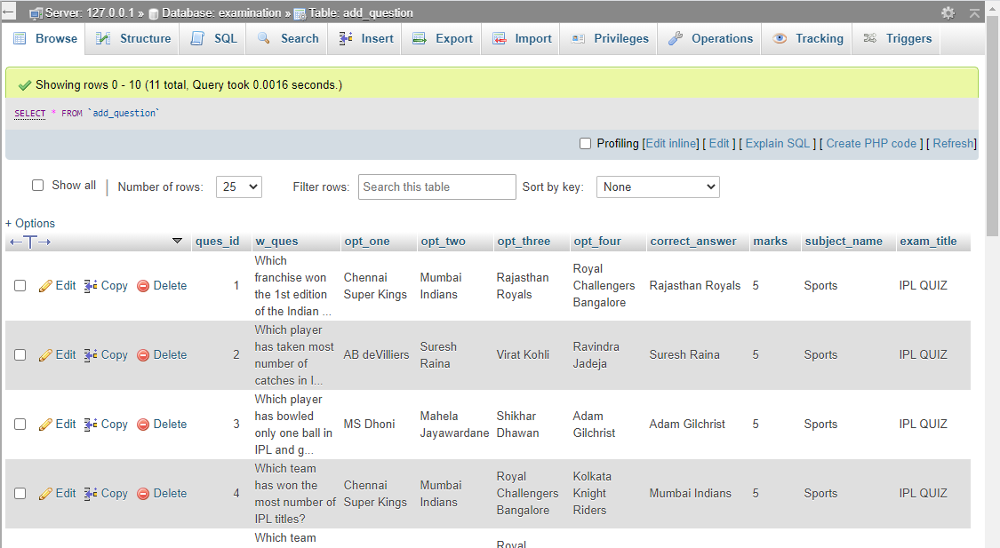 Server: 127.0.0.1 » Database: examination » Table: add_question
Browse Structure SQL Search Insert Export Import Privileges Operations Tracking Triggers
Showing rows 0 - 10 (11 total, Query took 0.0016 seconds.)
SELECT * FROM `add_question`
Profiling [Edit inline] [ Edit ] [ Explain SQL ] [ Create PHP code ] [ Refresh]
Show all | Number of rows: 25 Filter rows: Search this table Sort by key: None
+ Options
←T→ ques_id w_ques opt_one opt_two opt_three opt_four correct_answer marks subject_name exam_title
Edit Copy Delete 1
Which
franchise won
the 1st edition
of the Indian ...
Chennai
Super Kings
Mumbai
Indians
Rajasthan
Royals
Royal
Challengers
Bangalore
Rajasthan Royals 5 Sports IPL QUIZ
Edit Copy Delete 2
Which player
has taken most
number of
catches in I...
AB deVilliers
Suresh
Raina
Virat Kohli
Ravindra
Jadeja
Suresh Raina 5 Sports IPL QUIZ
Edit Copy Delete 3
Which player
has bowled
only one ball in
IPL and g...
MS Dhoni
Mahela
Jayawardane
Shikhar
Dhawan
Adam
Gilchrist
Adam Gilchrist 5 Sports IPL QUIZ
Edit Copy Delete 4
Which team
has won the
most number of
IPL titles?
Chennai
Super Kings
Mumbai
Indians
Royal
Challengers
Bangalore
Kolkata
Knight
Riders
Mumbai Indians 5 Sports IPL QUIZ
Which team
Royal